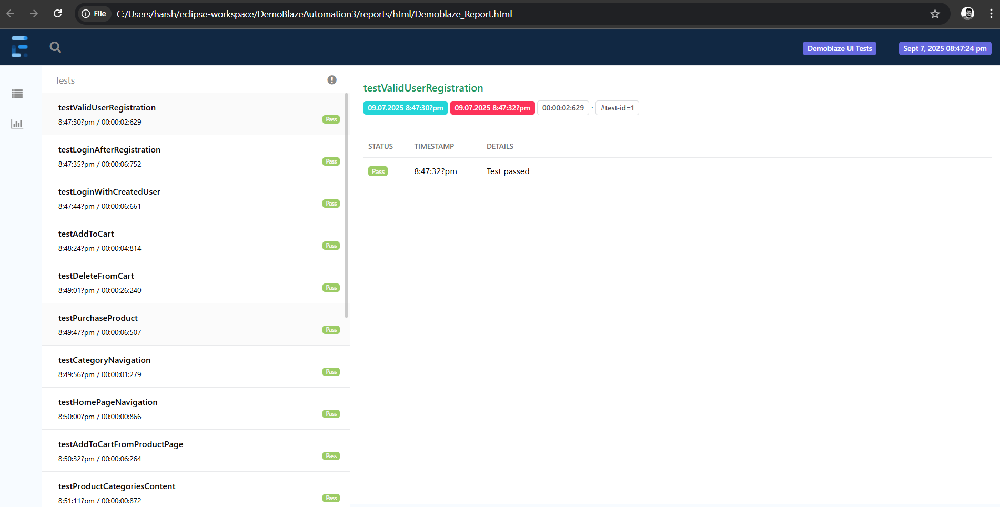 File C:/Users/harsh/eclipse-workspace/DemoBlazeAutomation3/reports/html/Demoblaze_Report.html
Demoblaze UI Tests Sept 7, 2025 08:47:24 pm
Tests
testValidUserRegistration
8:47:30?pm / 00:00:02:629
Pass
testLoginAfterRegistration
8:47:35?pm / 00:00:06:752
Pass
testLoginWithCreatedUser
8:47:44?pm / 00:00:06:661
Pass
testAddToCart
8:48:24?pm / 00:00:04:814
Pass
testDeleteFromCart
8:49:01?pm / 00:00:26:240
Pass
testPurchaseProduct
8:49:47?pm / 00:00:06:507
Pass
testCategoryNavigation
8:49:56?pm / 00:00:01:279
Pass
testHomePageNavigation
8:50:00?pm / 00:00:00:866
Pass
testAddToCartFromProductPage
8:50:32?pm / 00:00:06:264
Pass
testProductCategoriesContent
8:51:11?pm / 00:00:00:872
Pass
testValidUserRegistration
09.07.2025 8:47:30?pm 09.07.2025 8:47:32?pm 00:00:02:629 · #test-id=1
STATUS TIMESTAMP DETAILS
Pass 8:47:32?pm Test passed